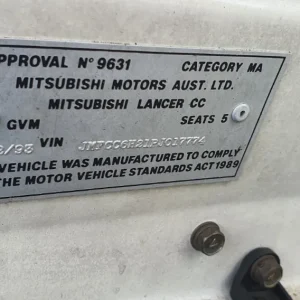 APPROVAL Nº 9631 CATEGORY MA
MITSUBISHI MOTORS AUST. LTD.
MITSUBISHI LANCER CC
GVM SEATS 5
/93 VIN
VEHICLE WAS MANUFACTURED TO COMPLY
THE MOTOR VEHICLE STANDARDS ACT 1989